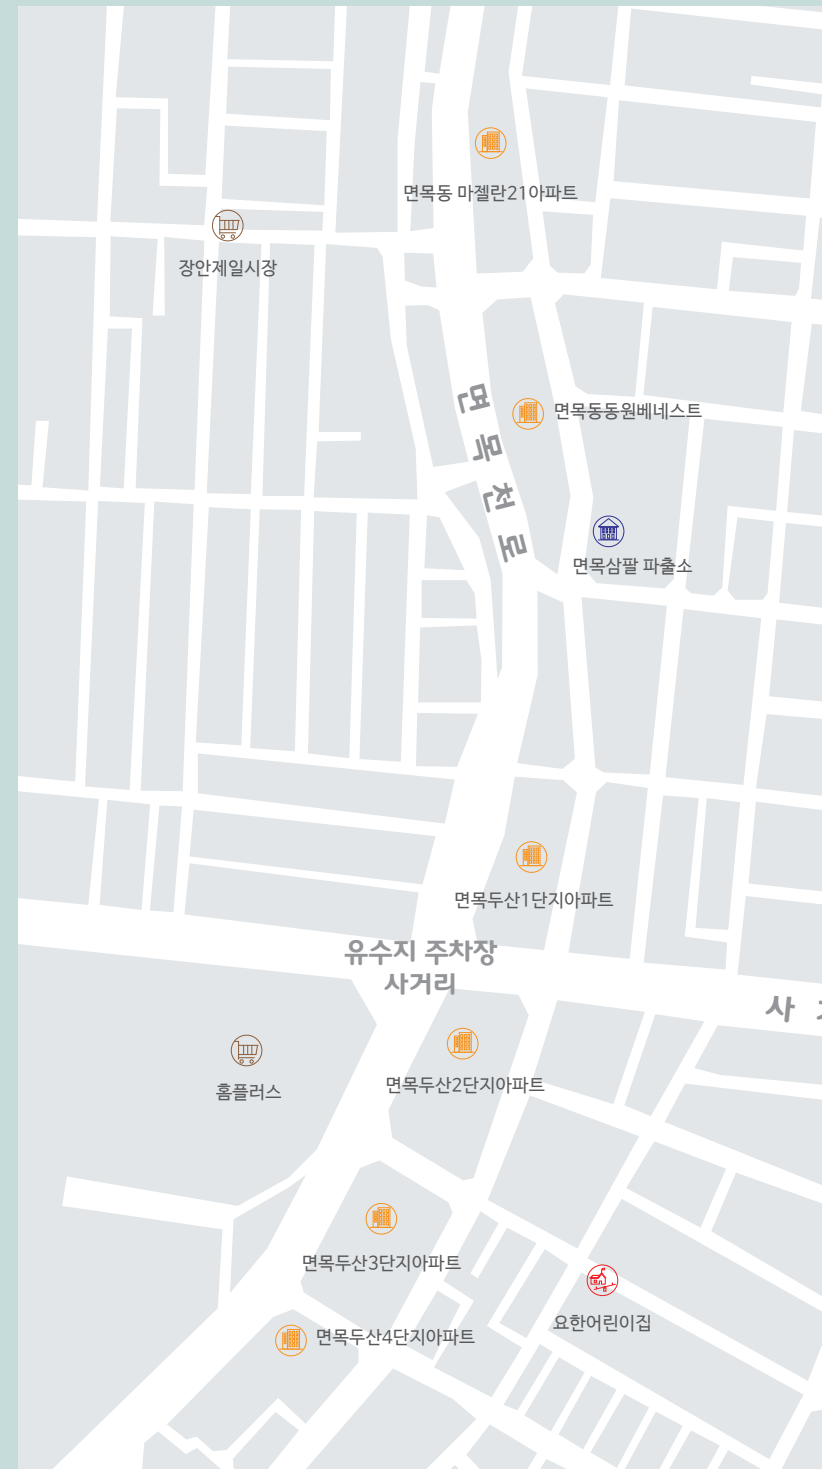 면목동 마젤란21아파트
장안제일시장
면목동동원베네스트
면목천로
면목삼팔 파출소
면목두산1단지아파트
유수지 주차장
사거리
사
홈플러스
면목두산2단지아파트
면목두산3단지아파트
요한어린이집
면목두산4단지아파트